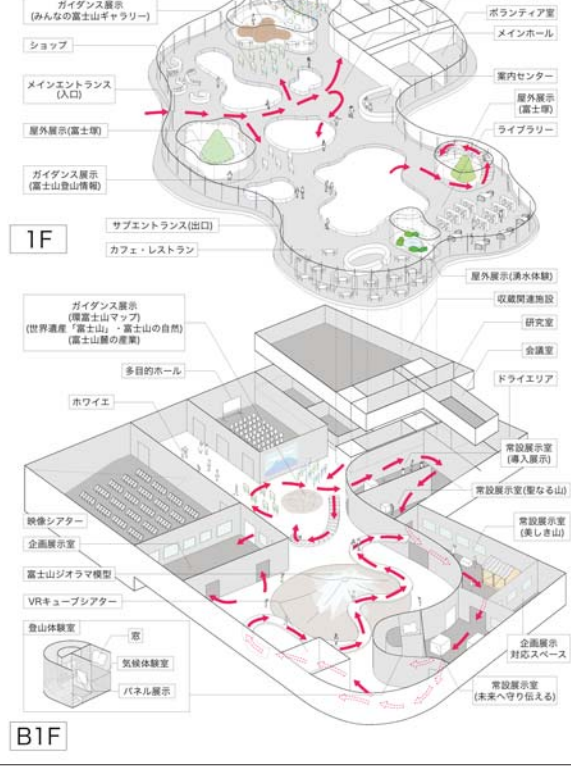 ガイダンス展示
(みんなの富士山ギャラリー)
ショップ
メインエントランス
(入口)
屋外展示(富士塚)
ガイダンス展示
(富士山登山情報)
1F
サブエントランス(出口)
カフェ・レストラン
ボランティア室
メインホール
案内センター
屋外展示
(富士塚)
ライブラリー
屋外展示(湧水体験)
収蔵関連施設
研究室
会議室
ドライエリア
ガイダンス展示
(環富士山マップ)
(世界遺産「富士山」・富士山の自然)
(富士山麓の産業)
多目的ホール
ホワイエ
常設展示室
(導入展示)
常設展示室(聖なる山)
常設展示室
(美しき山)
映像シアター
企画展示室
富士山ジオラマ模型
VRキューブシアター
登山体験室
窓
気候体験室
パネル展示
企画展示
対応スペース
常設展示室
(未来へ守り伝える)
B1F